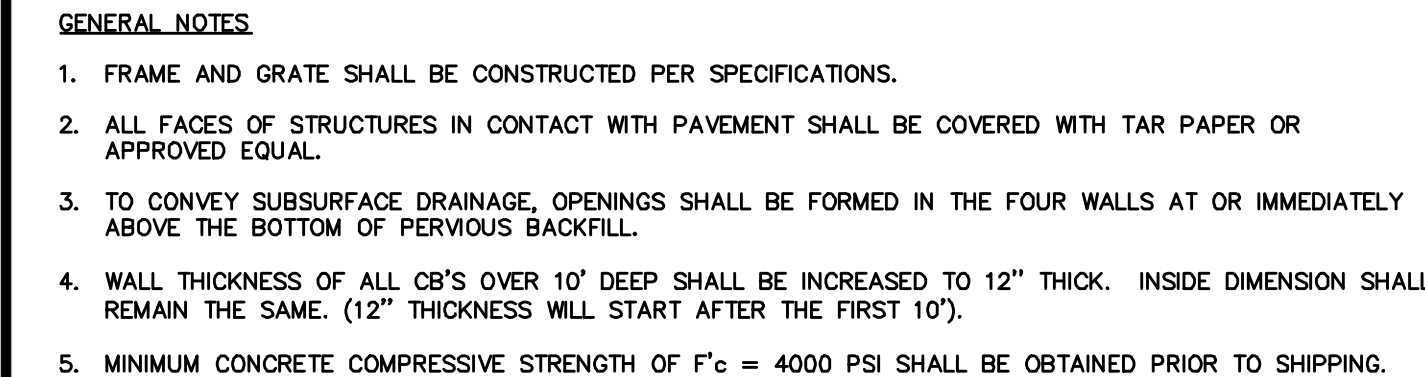 GENERAL NOTES
1. FRAME AND GRATE SHALL BE CONSTRUCTED PER SPECIFICATIONS.
2. ALL FACES OF STRUCTURES IN CONTACT WITH PAVEMENT SHALL BE COVERED WITH TAR PAPER OR
APPROVED EQUAL.
3. TO CONVEY SUBSURFACE DRAINAGE, OPENINGS SHALL BE FORMED IN THE FOUR WALLS AT OR IMMEDIATELY
ABOVE THE BOTTOM OF PERVIOUS BACKFILL.
4. WALL THICKNESS OF ALL CB'S OVER 10' DEEP SHALL BE INCREASED TO 12" THICK. INSIDE DIMENSION SHALL
REMAIN THE SAME. (12" THICKNESS WILL START AFTER THE FIRST 10').
5. MINIMUM CONCRETE COMPRESSIVE STRENGTH OF F'c = 4000 PSI SHALL BE OBTAINED PRIOR TO SHIPPING.